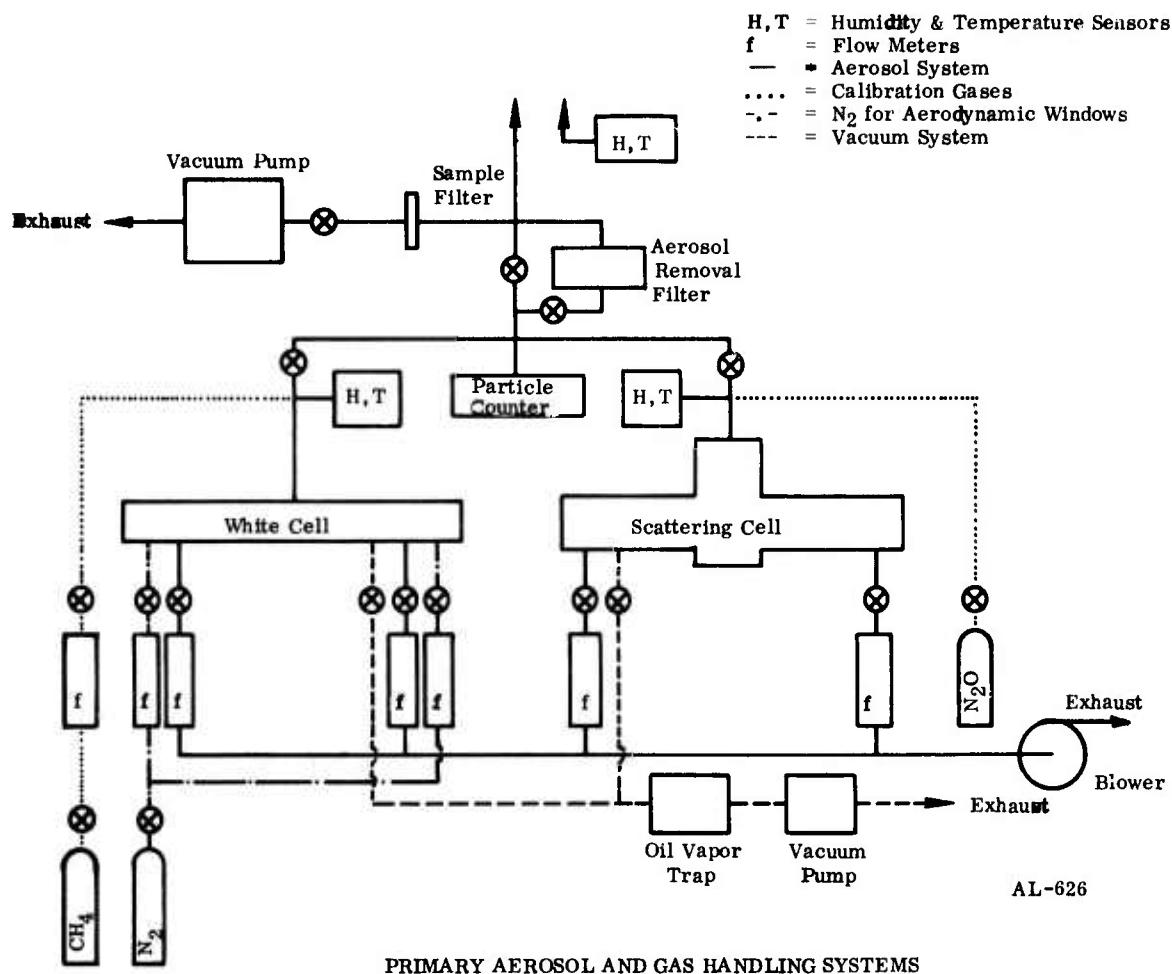 H, T = Humidity & Temperature Sensors
f = Flow Meters
— = Aerosol System
.... = Calibration Gases
-.- = N2 for Aerodynamic Windows
--- = Vacuum System
H, T
Vacuum Pump
Sample
Filter
Exhaust
Aerosol
Removal
Filter
H, T
Particle
Counter
H, T
White Cell
Scattering Cell
f
f
f
f
f
f
f
N2O
Exhaust
Blower
Exhaust
Oil Vapor
Trap
Vacuum
Pump
CH4
N2
AL-626
PRIMARY AEROSOL AND GAS HANDLING SYSTEMS